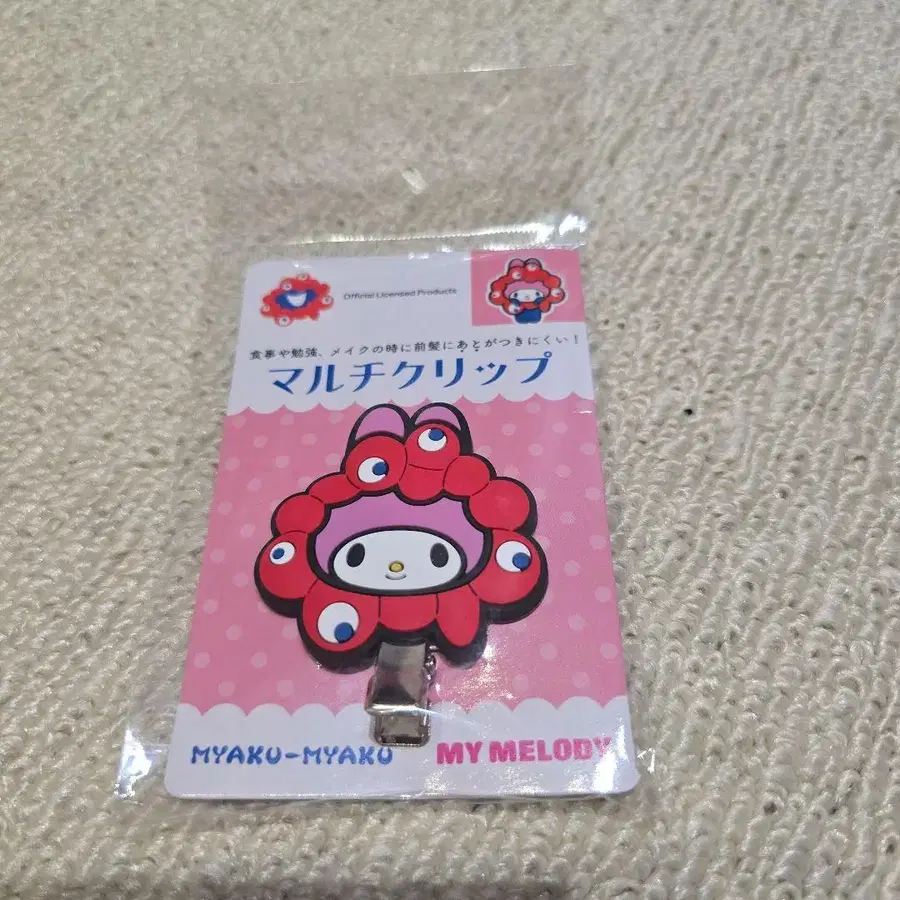 Official Licensed Products
食事や勉強、メイクの時に前髪にあとがつきにくい!
マルチクリップ
MYAKU-MYAKU
MY MELODY